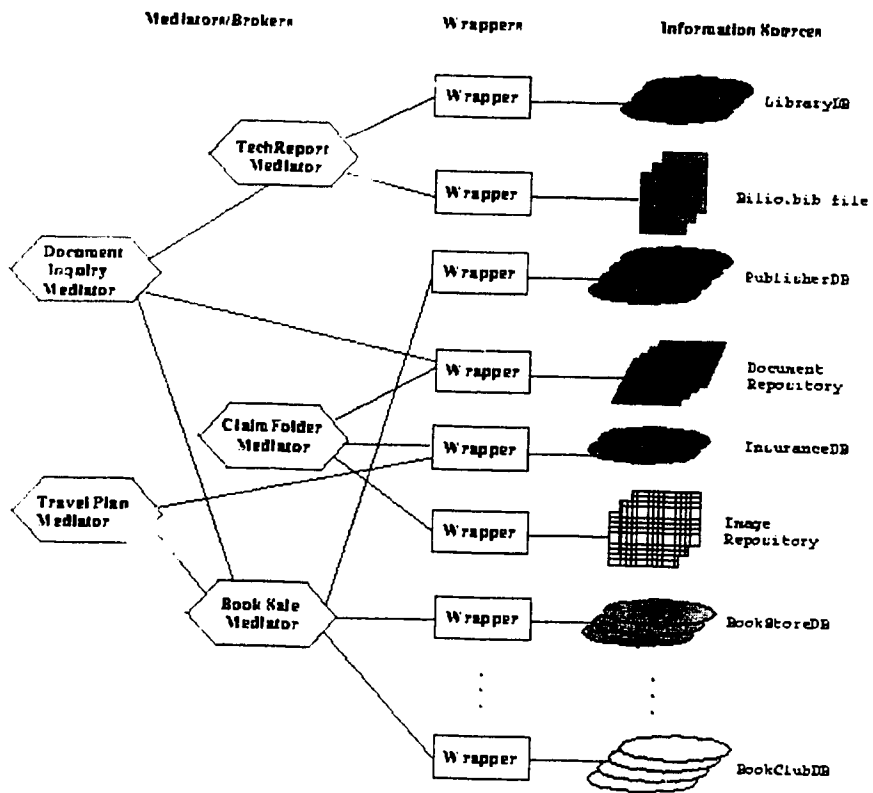 Mediators/Brokers Wrappers Information Sources
Wrapper
LibraryDB
TechReport
Mediator
Wrapper
Bilio.bib file
Document
Inquiry
Mediator
Wrapper
PublisherDB
Wrapper
Document
Repository
Claim Folder
Mediator
Wrapper
InsuranceDB
Travel Plan
Mediator
Wrapper
Image
Repository
Book Sale
Mediator
Wrapper
BookStoreDB
Wrapper
BookClubDB